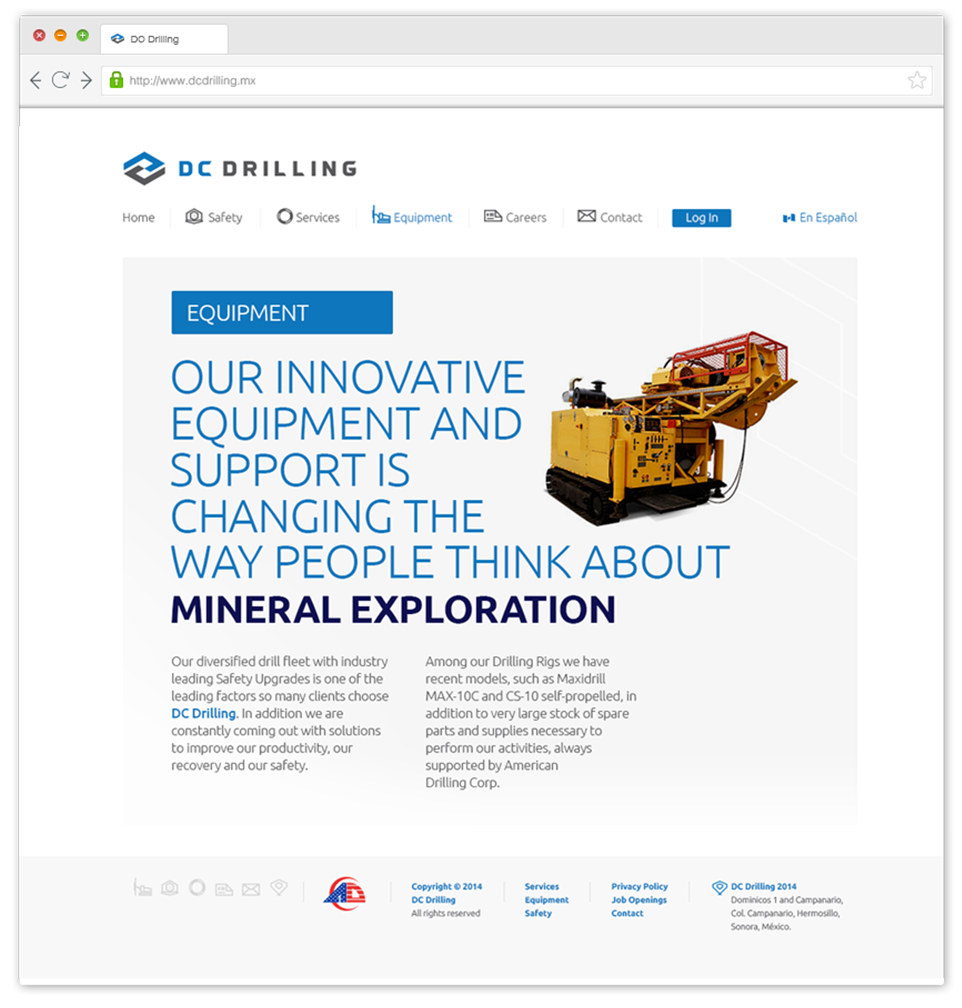 DC Drilling
http://www.dcdrilling.mx
DC DRILLING
Home Safety Services Equipment Careers Contact Log In En Español
EQUIPMENT
OUR INNOVATIVE
EQUIPMENT AND
SUPPORT IS
CHANGING THE
WAY PEOPLE THINK ABOUT
MINERAL EXPLORATION
Our diversified drill fleet with industry
leading Safety Upgrades is one of the
leading factors so many clients choose
DC Drilling. In addition we are
constantly coming out with solutions
to improve our productivity, our
recovery and our safety.
Among our Drilling Rigs we have
recent models, such as Maxidrill
MAX-10C and CS-10 self-propelled, in
addition to very large stock of spare
parts and supplies necessary to
perform our activities, always
supported by American
Drilling Corp.
AD
Copyright © 2014
DC Drilling
All rights reserved
Services
Equipment
Safety
Privacy Policy
Job Openings
Contact
DC Drilling 2014
Dominicos 1 and Campanario,
Col. Campanario, Hermosillo,
Sonora, México.